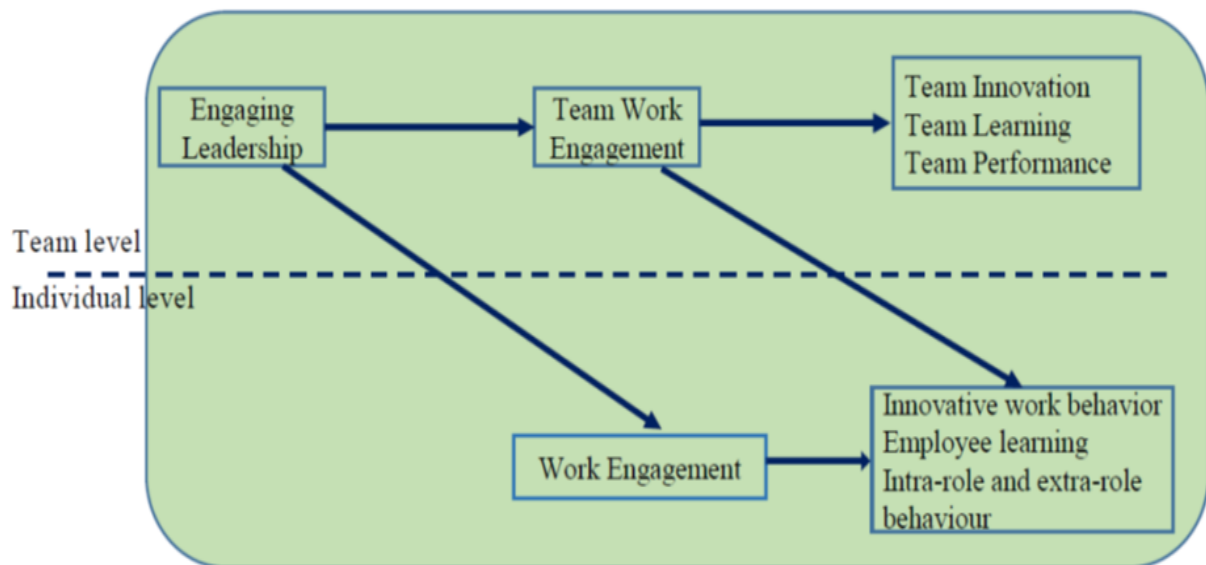 Engaging
Leadership
Team Work
Engagement
Team Innovation
Team Learning
Team Performance
Team level
Individual level
Work Engagement
Innovative work behavior
Employee learning
Intra-role and extra-role
behaviour